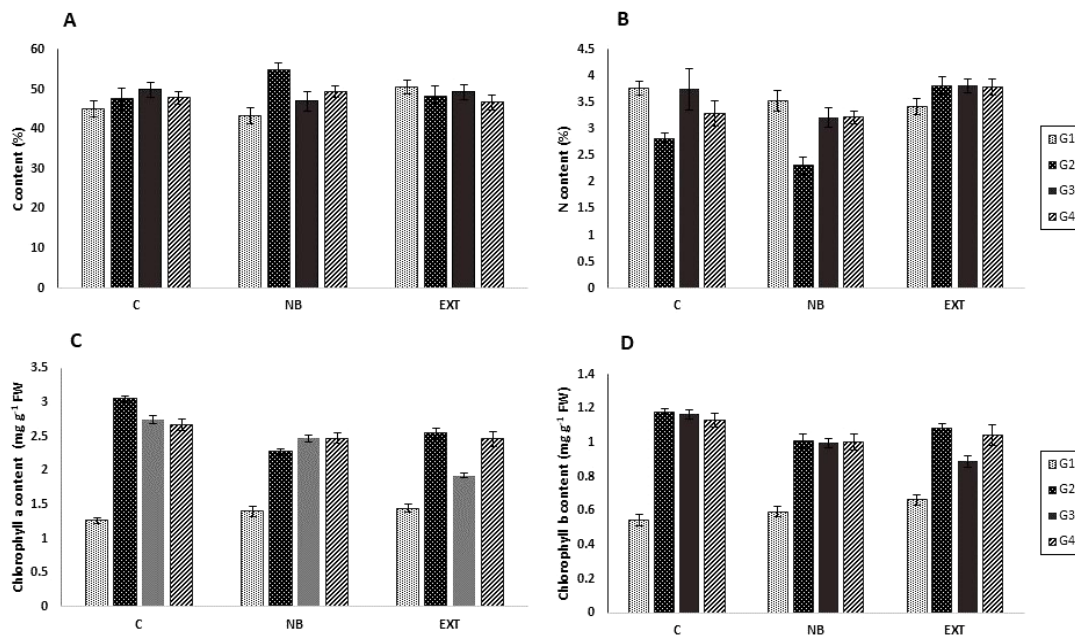 A
60
50
40
30
20
10
0
C content (%)
C NB EXT
B
4.5
4
3.5
3
2.5
2
1.5
1
0.5
0
N content (%)
C NB EXT
G1
G2
G3
G4
C
3.5
3
2.5
2
1.5
1
0.5
0
Chlorophyll a content (mg g⁻¹ FW
C NB EXT
D
1.4
1.2
1
0.8
0.6
0.4
0.2
0
Chlorophyll b content (mg g⁻¹ FW)
C NB EXT
G1
G2
G3
G4